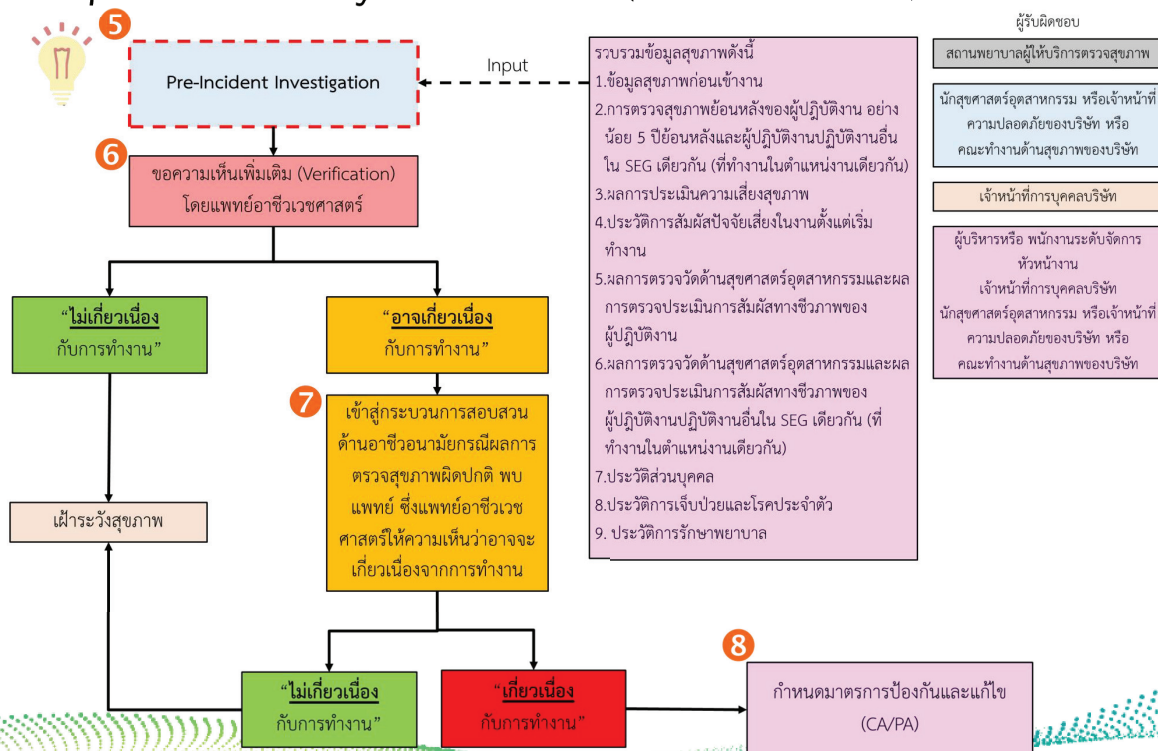 5
Pre-Incident Investigation
Input
6
ขอความเห็นเพิ่มเติม (Verification)
โดยแพทย์อาชีวเวชศาสตร์
“ไม่เกี่ยวเนื่อง
กับการทำงาน”
“อาจเกี่ยวเนื่อง
กับการทำงาน”
7
เข้าสู่กระบวนการสอบสวน
ด้านอาชีวอนามัยกรณีผลการ
ตรวจสุขภาพผิดปกติ พบ
แพทย์ ซึ่งแพทย์อาชีวเวช
ศาสตร์ให้ความเห็นว่าอาจจะ
เกี่ยวเนื่องจากการทำงาน
เฝ้าระวังสุขภาพ
“ไม่เกี่ยวเนื่อง
กับการทำงาน”
“เกี่ยวเนื่อง
กับการทำงาน”
8
กำหนดมาตรการป้องกันและแก้ไข
(CA/PA)
รวบรวมข้อมูลสุขภาพดังนี้
1.ข้อมูลสุขภาพก่อนเข้างาน
2.การตรวจสุขภาพย้อนหลังของผู้ปฎิบัติงาน อย่าง
น้อย 5 ปีย้อนหลังและผู้ปฎิบัติงานปฎิบัติงานอื่น
ใน SEG เดียวกัน (ที่ทำงานในตำแหน่งงานเดียวกัน)
3.ผลการประเมินความเสี่ยงสุขภาพ
4.ประวัติการสัมผัสปัจจัยเสี่ยงในงานตั้งแต่เริ่ม
ทำงาน
5.ผลการตรวจวัดด้านสุขศาสตร์อุตสาหกรรมและผล
การตรวจประเมินการสัมผัสทางชีวภาพของ
ผู้ปฎิบัติงาน
6.ผลการตรวจวัดด้านสุขศาสตร์อุตสาหกรรมและผล
การตรวจประเมินการสัมผัสทางชีวภาพของ
ผู้ปฎิบัติงานปฎิบัติงานอื่นใน SEG เดียวกัน (ที่
ทำงานในตำแหน่งงานเดียวกัน)
7.ประวัติส่วนบุคคล
8.ประวัติการเจ็บป่วยและโรคประจำตัว
9. ประวัติการรักษาพยาบาล
ผู้รับผิดชอบ
สถานพยาบาลผู้ให้บริการตรวจสุขภาพ
นักสุขศาสตร์อุตสาหกรรม หรือเจ้าหน้าที่
ความปลอดภัยของบริษัท หรือ
คณะทำงานด้านสุขภาพของบริษัท
เจ้าหน้าที่การบุคคลบริษัท
ผู้บริหารหรือ พนักงานระดับจัดการ
หัวหน้างาน
เจ้าหน้าที่การบุคคลบริษัท
นักสุขศาสตร์อุตสาหกรรม หรือเจ้าหน้าที่
ความปลอดภัยของบริษัท หรือ
คณะทำงานด้านสุขภาพของบริษัท